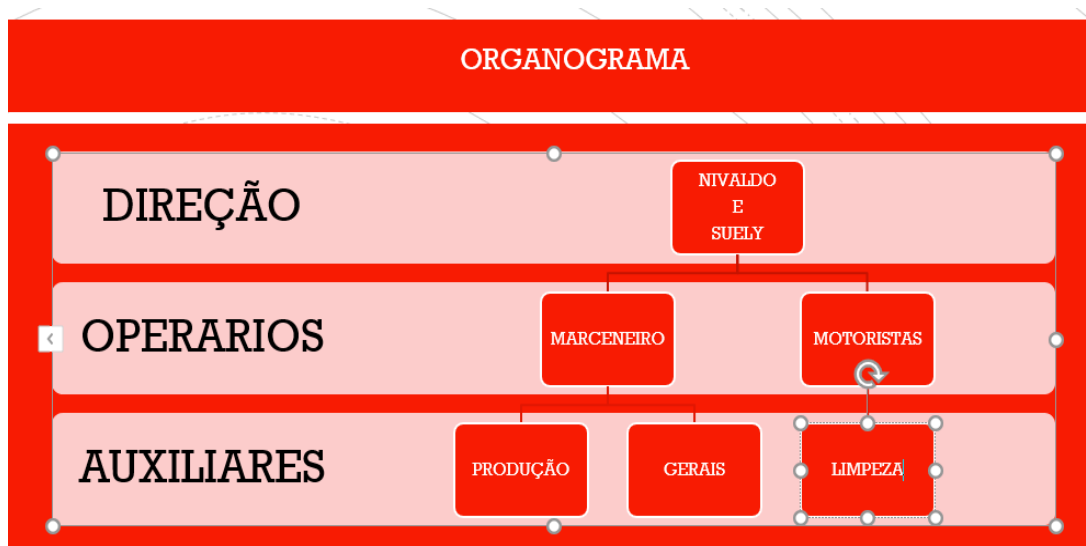 ORGANOGRAMA
DIREÇÃO
NIVALDO
E
SUELY
OPERARIOS
MARCENEIRO
MOTORISTAS
AUXILIARES
PRODUÇÃO
GERAIS
LIMPEZA